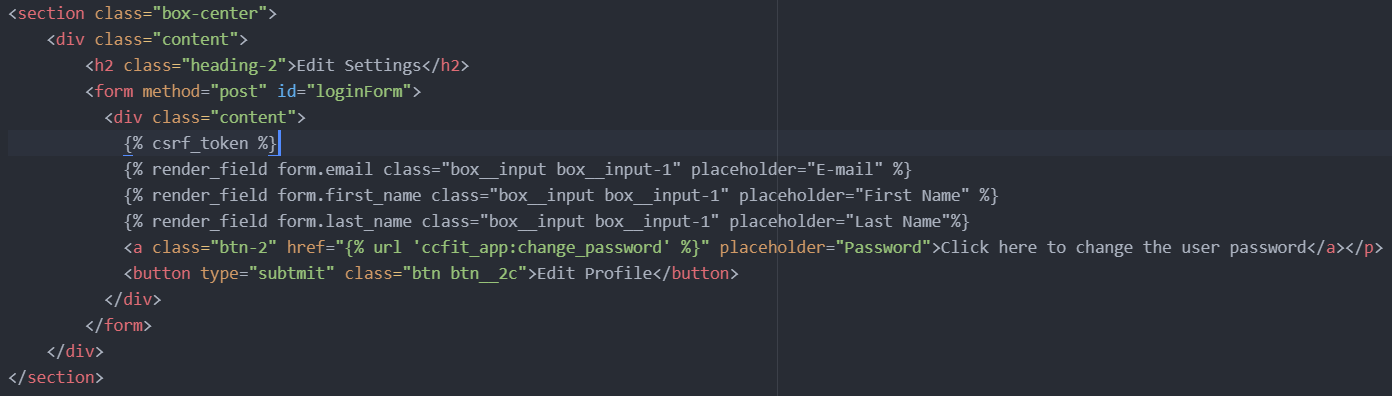 <section class="box-center">
<div class="content">
<h2 class="heading-2">Edit Settings</h2>
<form method="post" id="loginForm">
<div class="content">
{% csrf_token %}
{% render_field form.email class="box__input box__input-1" placeholder="E-mail" %}
{% render_field form.first_name class="box__input box__input-1" placeholder="First Name" %}
{% render_field form.last_name class="box__input box__input-1" placeholder="Last Name"%}
<a class="btn-2" href="{% url 'ccfit_app:change_password' %}" placeholder="Password">Click here to change the user password</a></p>
<button type="subtmit" class="btn btn__2c">Edit Profile</button>
</div>
</form>
</div>
</section>